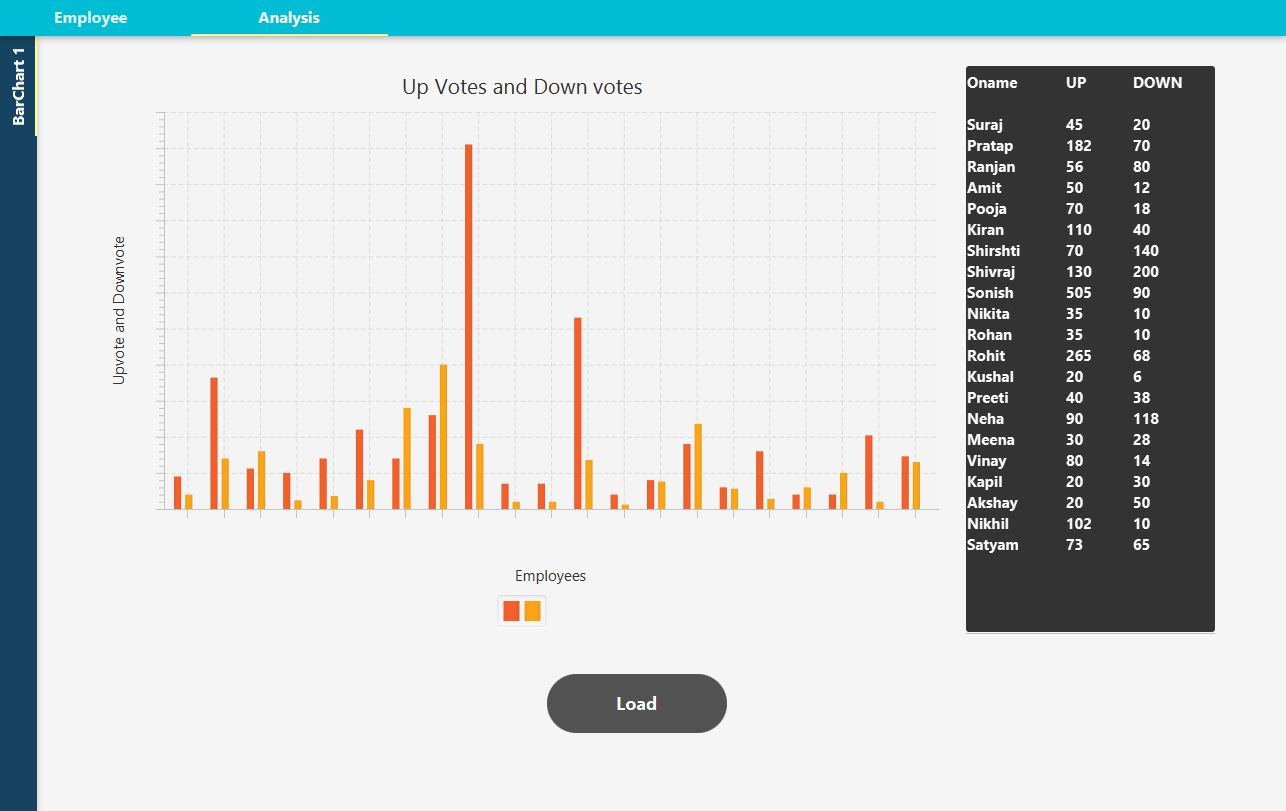 Employee Analysis
BarChart 1
Up Votes and Down votes
Upvote and Downvote
Employees
Load
Oname UP DOWN
Suraj 45 20
Pratap 182 70
Ranjan 56 80
Amit 50 12
Pooja 70 18
Kiran 110 40
Shirshti 70 140
Shivraj 130 200
Sonish 505 90
Nikita 35 10
Rohan 35 10
Rohit 265 68
Kushal 20 6
Preeti 40 38
Neha 90 118
Meena 30 28
Vinay 80 14
Kapil 20 30
Akshay 20 50
Nikhil 102 10
Satyam 73 65